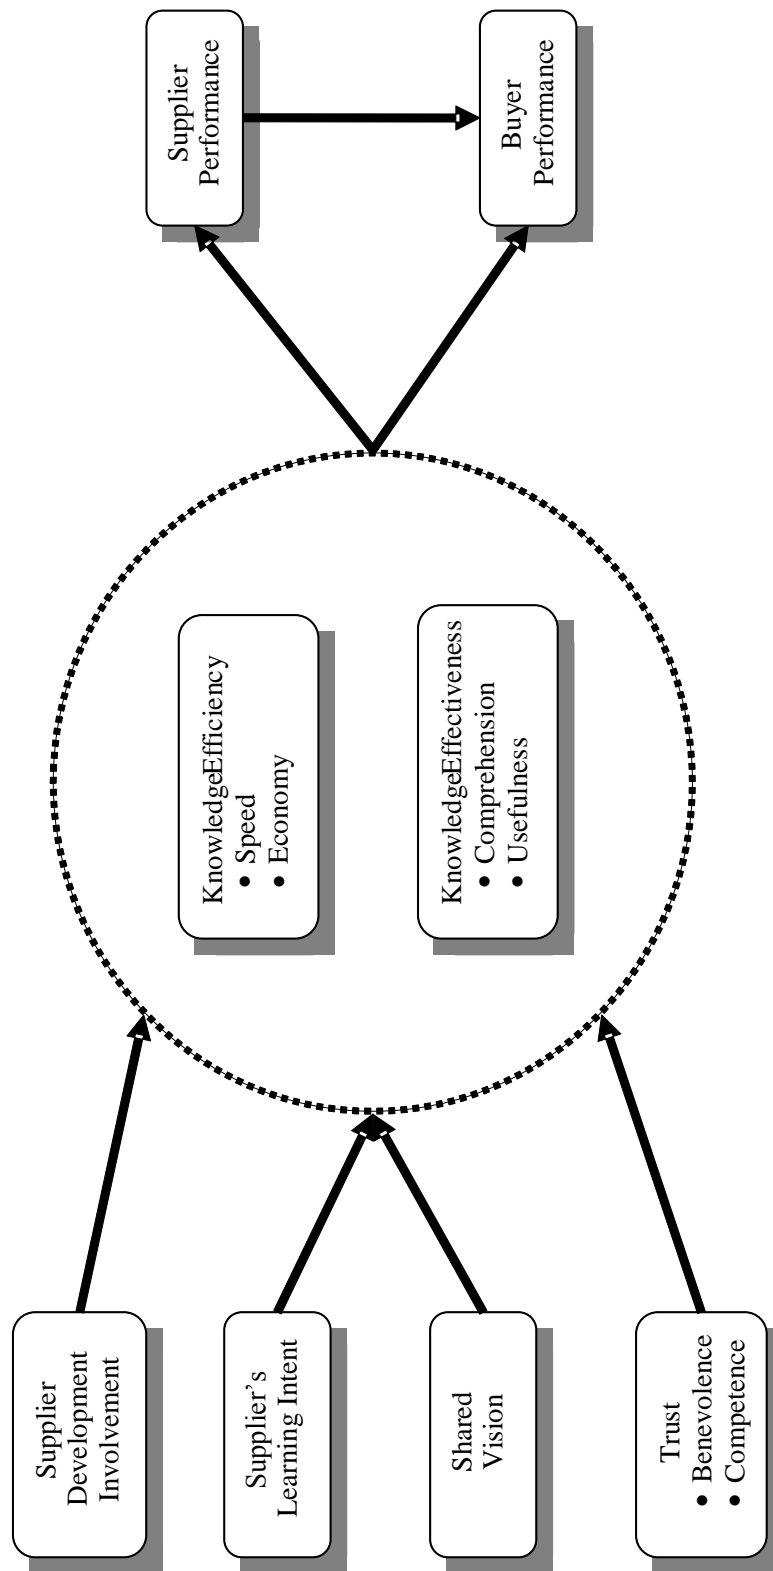 Supplier
Development
Involvement
Supplier’s
Learning Intent
Shared
Vision
Trust
• Benevolence
• Competence
KnowledgeEfficiency
• Speed
• Economy
KnowledgeEffectiveness
• Comprehension
• Usefulness
Supplier
Performance
Buyer
Performance